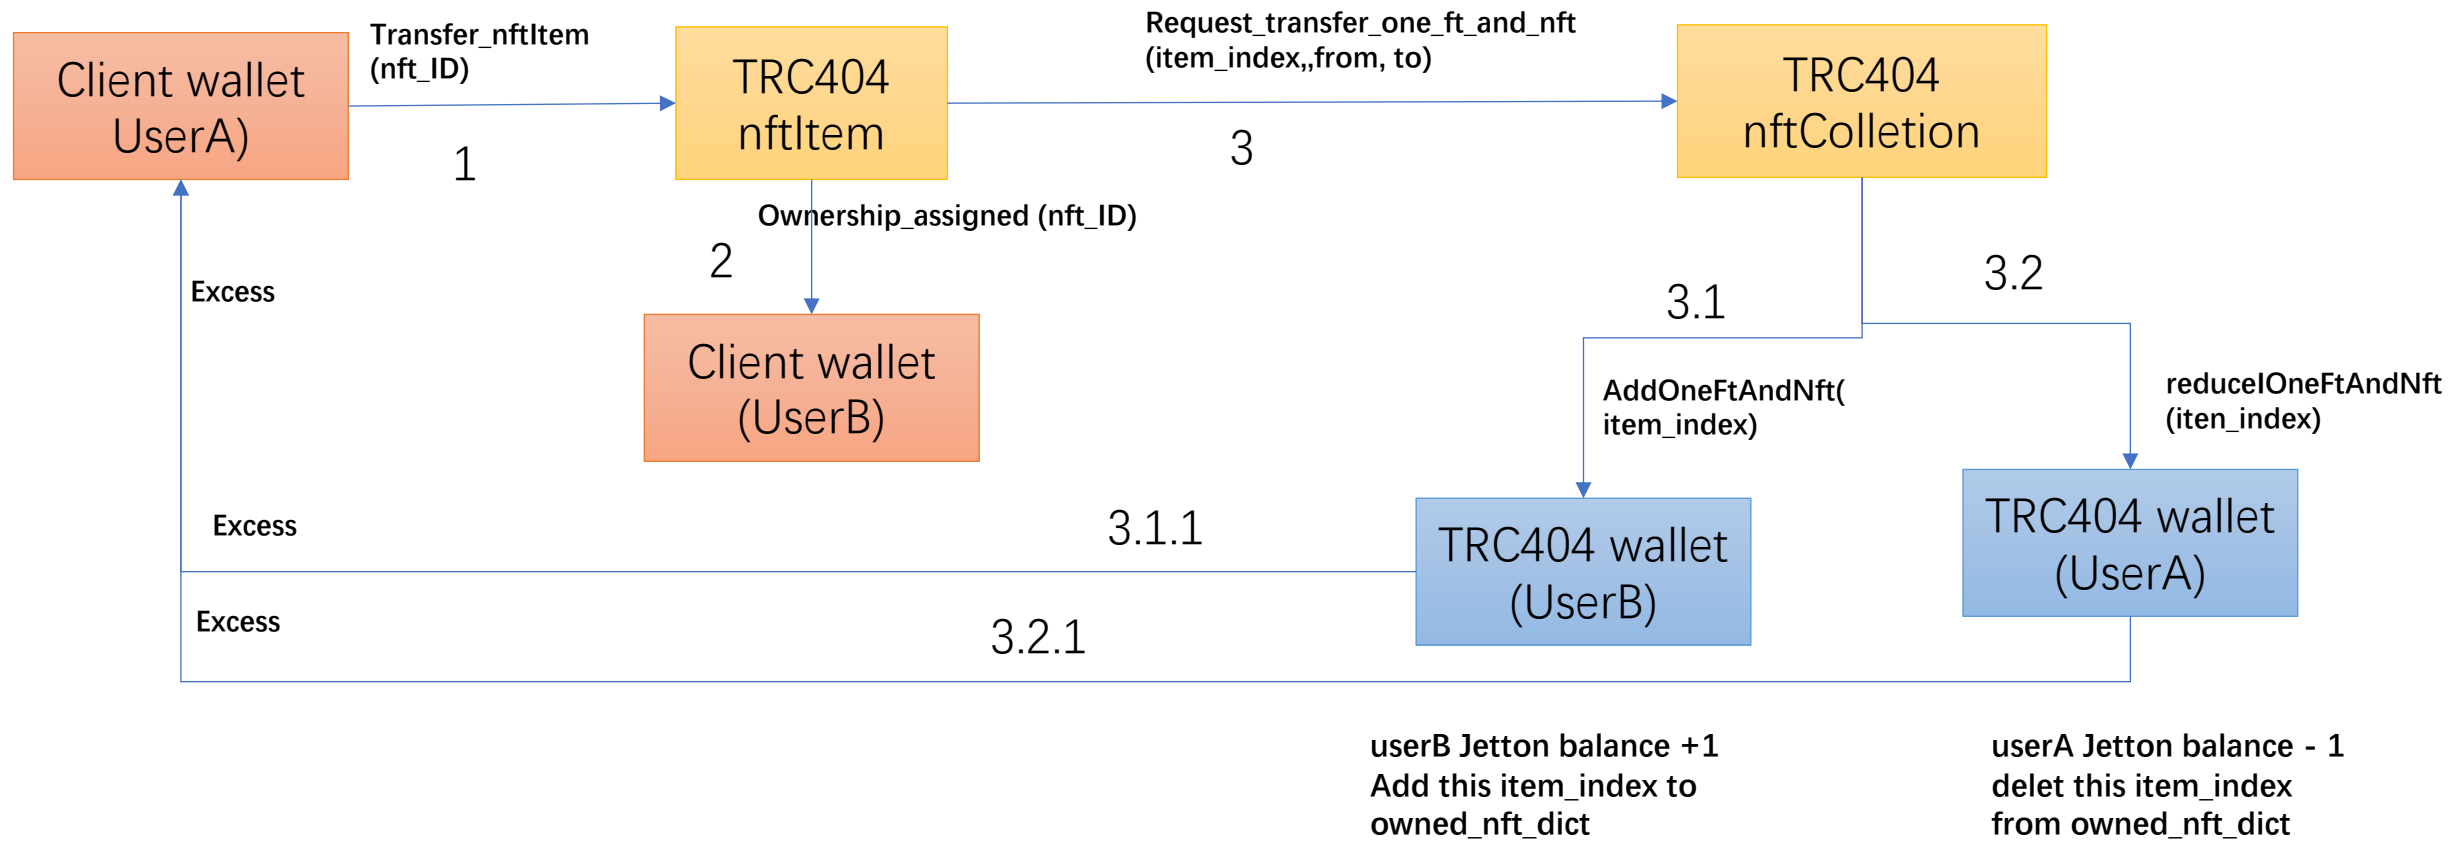 Client wallet
UserA)
Transfer_nftItem
(nft_ID)
1
TRC404
nftItem
Request_transfer_one_ft_and_nft
(item_index,,from, to)
3
TRC404
nftColletion
Ownership_assigned (nft_ID)
2
Client wallet
(UserB)
Excess
3.1
3.2
AddOneFtAndNft(
item_index)
reduceIOneFtAndNft
(iten_index)
TRC404 wallet
(UserB)
TRC404 wallet
(UserA)
Excess
3.1.1
Excess
3.2.1
userB Jetton balance +1
Add this item_index to
owned_nft_dict
userA Jetton balance - 1
delet this item_index
from owned_nft_dict